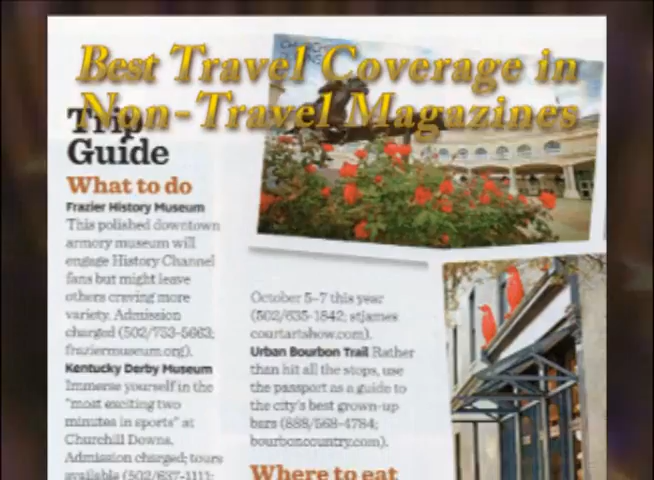 Best Travel Coverage in
Non-Travel Magazines
Trip
Guide
What to do
Frazier History Museum
This polished downtown
armory museum will
engage History Channel
fans but might leave
others craving more
variety. Admission
charged (502/753-5663;
fraziermuseum.org).
Kentucky Derby Museum
Immerse yourself in the
"most exciting two
minutes in sports" at
Churchill Downs.
Admission charged; tours
available (502/637-1111;
October 5–7 this year
(502/635-1842; stjames
courtartshow.com).
Urban Bourbon Trail Rather
than hit all the stops, use
the passport as a guide to
the city's best grown-up
bars (888/568-4784;
bourboncountry.com).
Where to eat